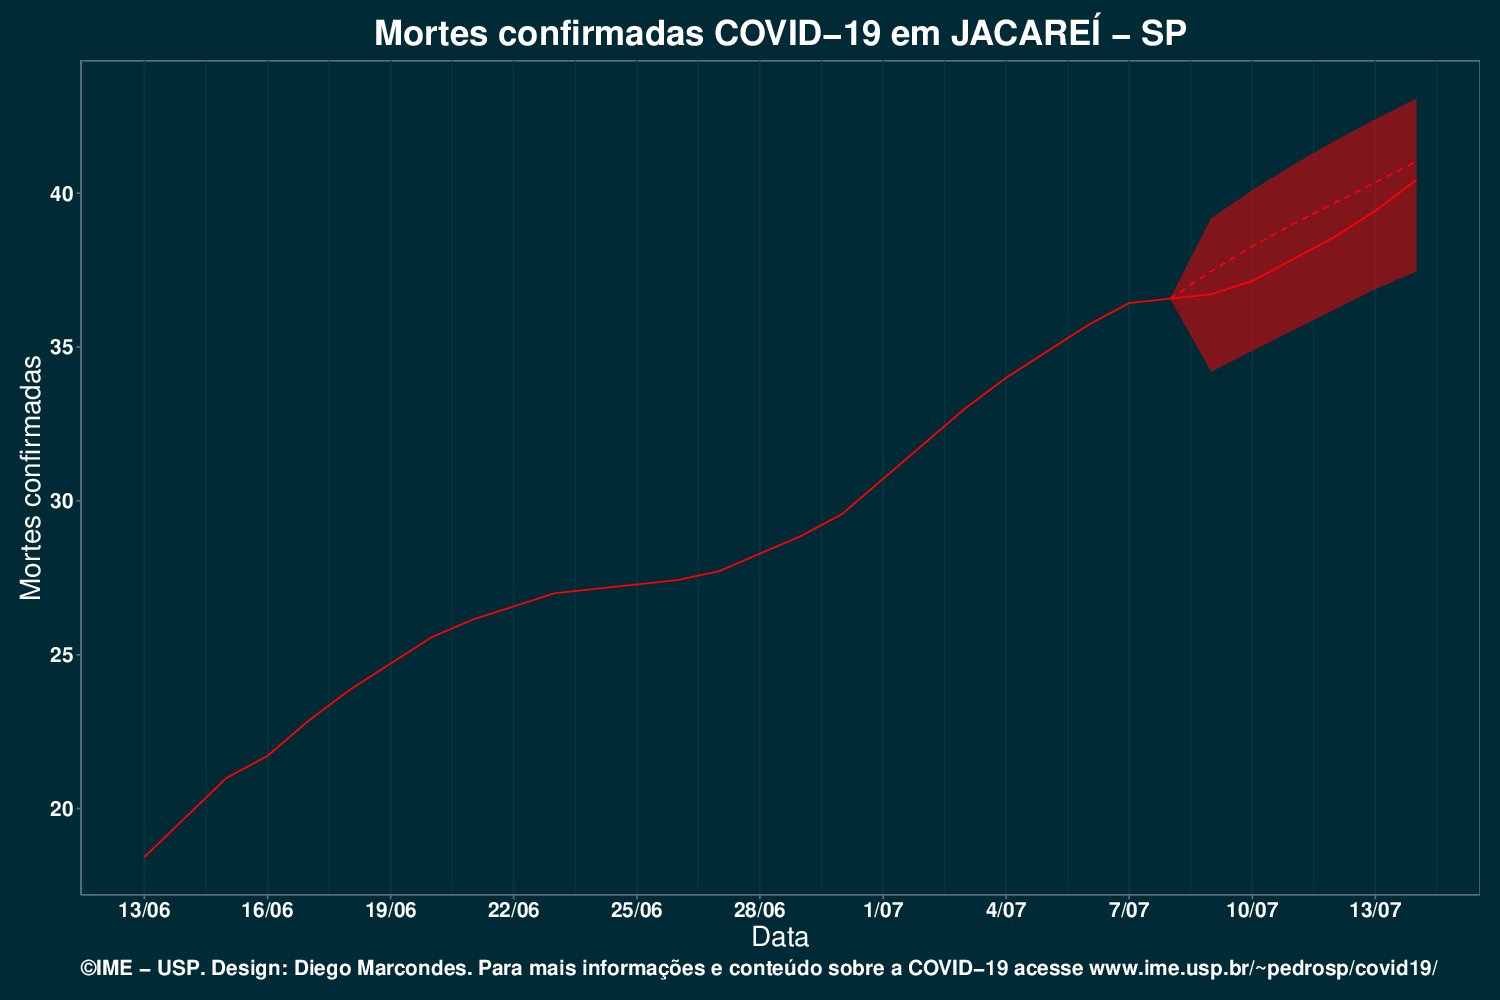 Mortes confirmadas COVID−19 em JACAREÍ − SP
Mortes confirmadas
40
35
30
25
20
13/06 16/06 19/06 22/06 25/06 28/06 1/07 4/07 7/07 10/07 13/07
Data
©IME − USP. Design: Diego Marcondes. Para mais informações e conteúdo sobre a COVID−19 acesse www.ime.usp.br/~pedrosp/covid19/